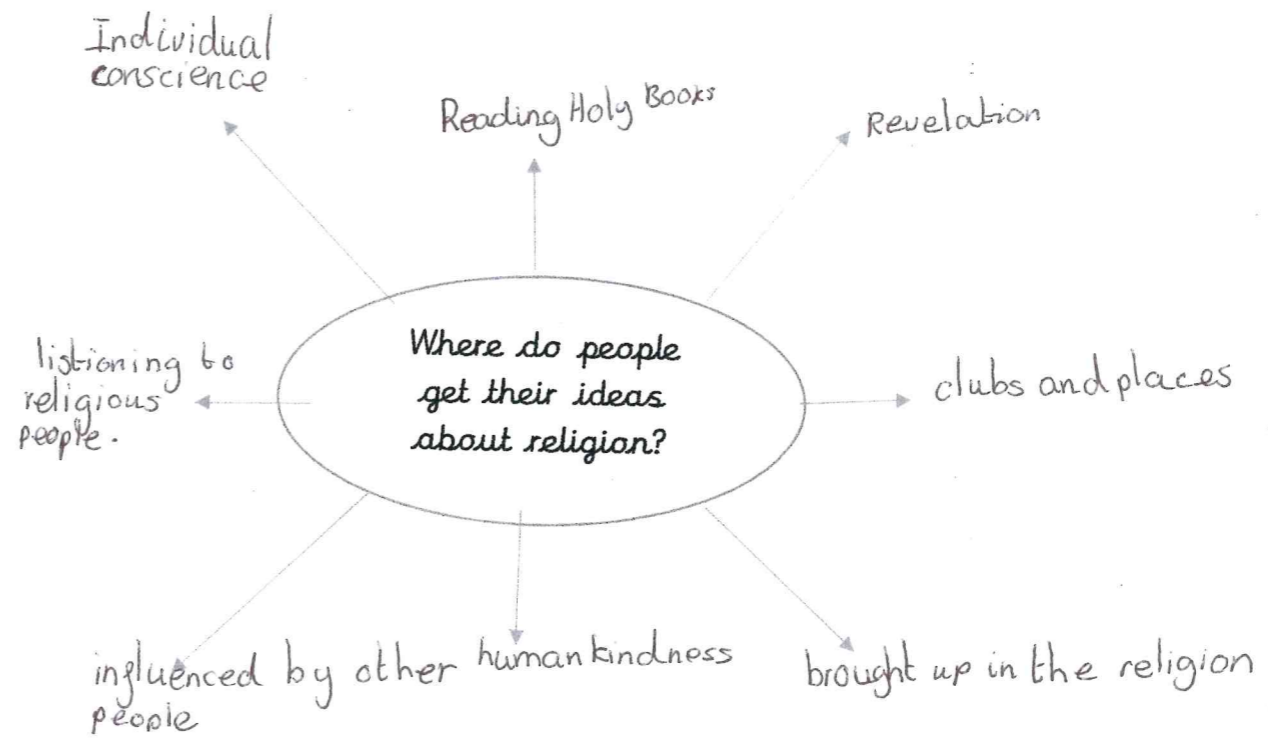 Individual
conscience
Reading Holy Books
Revelation
listioning to
religious
people.
Where do people
get their ideas
about religion?
clubs and places
influenced by other
people
human kindness
brought up in the religion